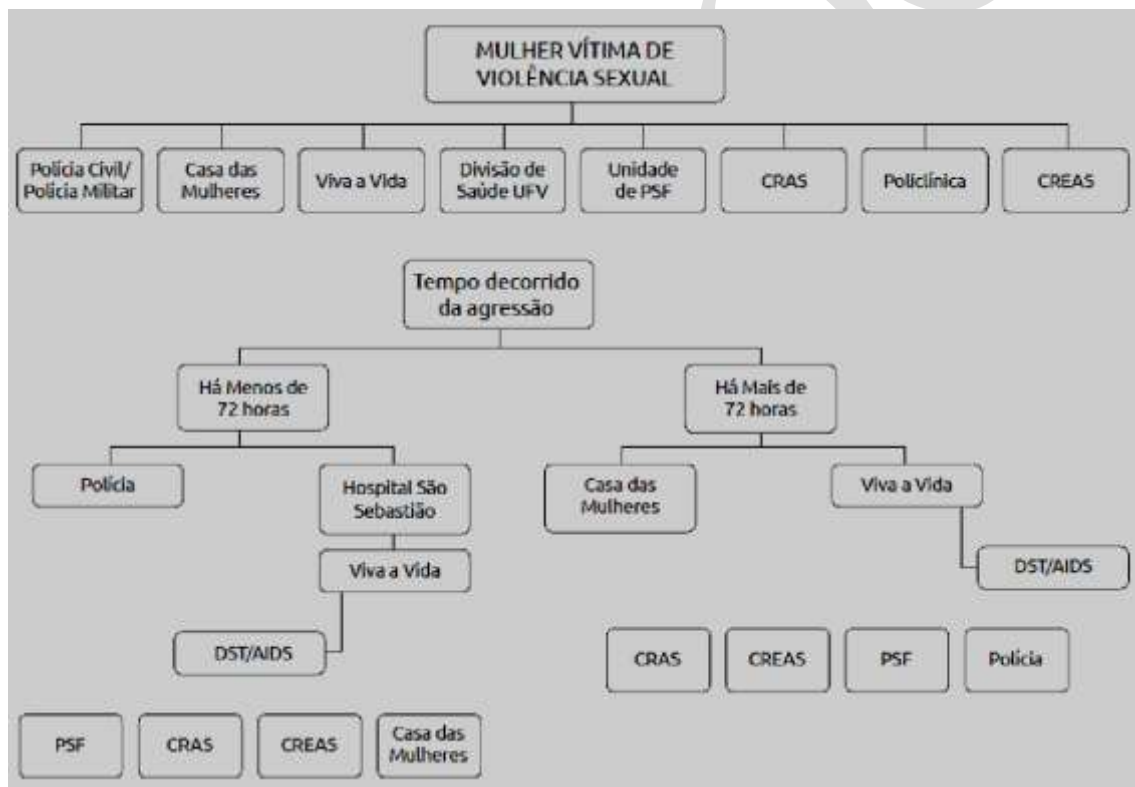 MULHER VÍTIMA DE
VIOLÊNCIA SEXUAL
Polícia Civil/
Polícia Militar
Casa das
Mulheres
Viva a Vida
Divisão de
Saúde UFV
Unidade
de PSF
CRAS
Policlínica
CREAS
Tempo decorrido
da agressão
Há Menos de
72 horas
Há Mais de
72 horas
Polícia
Hospital São
Sebastião
Casa das
Mulheres
Viva a Vida
Viva a Vida
DST/AIDS
DST/AIDS
CRAS
CREAS
PSF
Polícia
PSF
CRAS
CREAS
Casa das
Mulheres